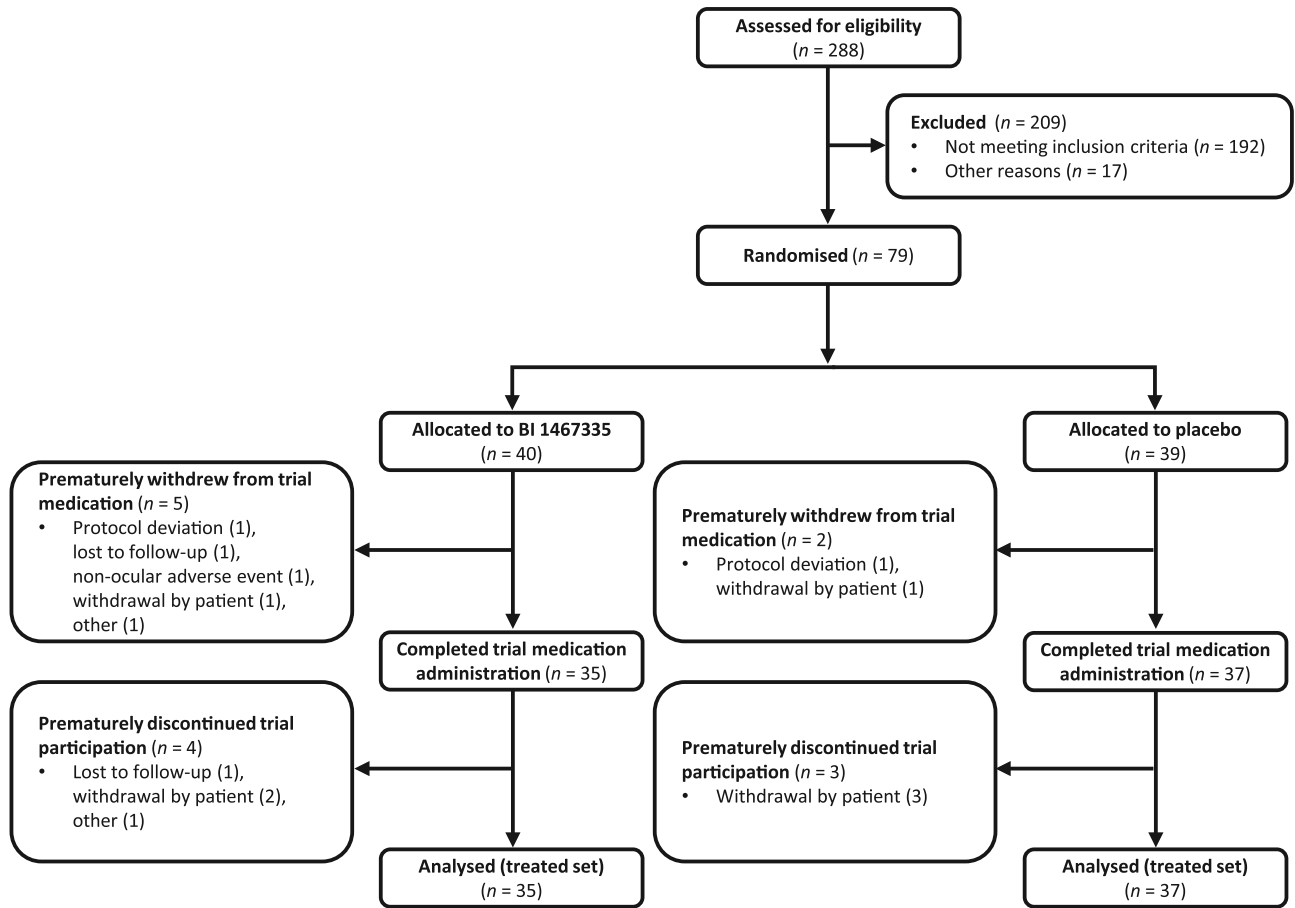 Assessed for eligibility
(n = 288)
Excluded (n = 209)
• Not meeting inclusion criteria (n = 192)
• Other reasons (n = 17)
Randomised (n = 79)
Allocated to BI 1467335
(n = 40)
Allocated to placebo
(n = 39)
Prematurely withdrew from trial
medication (n = 5)
• Protocol deviation (1),
lost to follow-up (1),
non-ocular adverse event (1),
withdrawal by patient (1),
other (1)
Prematurely withdrew from trial
medication (n = 2)
• Protocol deviation (1),
withdrawal by patient (1)
Completed trial medication
administration (n = 35)
Completed trial medication
administration (n = 37)
Prematurely discontinued trial
participation (n = 4)
• Lost to follow-up (1),
withdrawal by patient (2),
other (1)
Prematurely discontinued trial
participation (n = 3)
• Withdrawal by patient (3)
Analysed (treated set)
(n = 35)
Analysed (treated set)
(n = 37)